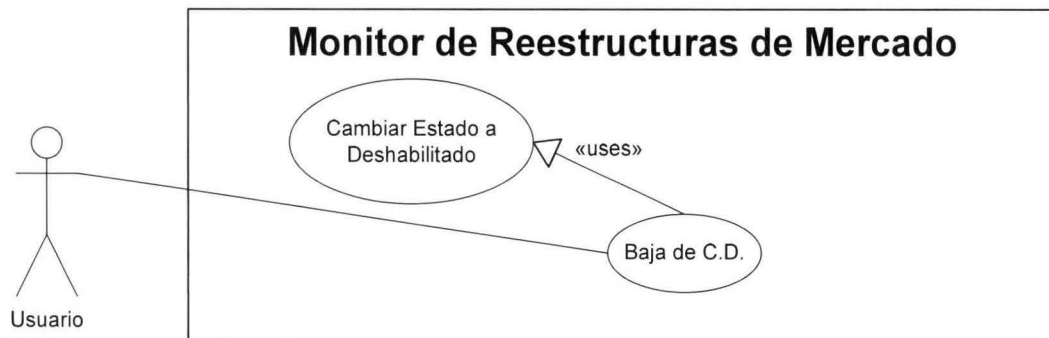 Monitor de Reestructuras de Mercado
Cambiar Estado a
Deshabilitado
«uses»
Baja de C.D.
Usuario